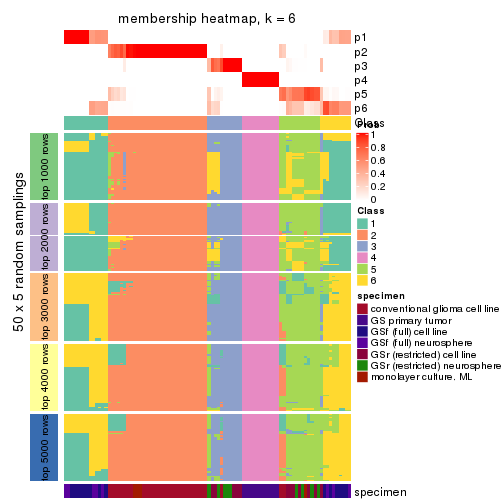 membership heatmap, k = 6
p1
p2
p3
p4
p5
p6
Class
Prob
1
0.8
0.6
0.4
0.2
0
Class
1
2
3
4
5
6
specimen
conventional glioma cell line
GS primary tumor
GSf (full) cell line
GSf (full) neurosphere
GSr (restricted) cell line
GSr (restricted) neurosphere
monolayer culture. ML
50 x 5 random samplings
top 1000 rows
top 2000 rows
top 3000 rows
top 4000 rows
top 5000 rows
specimen